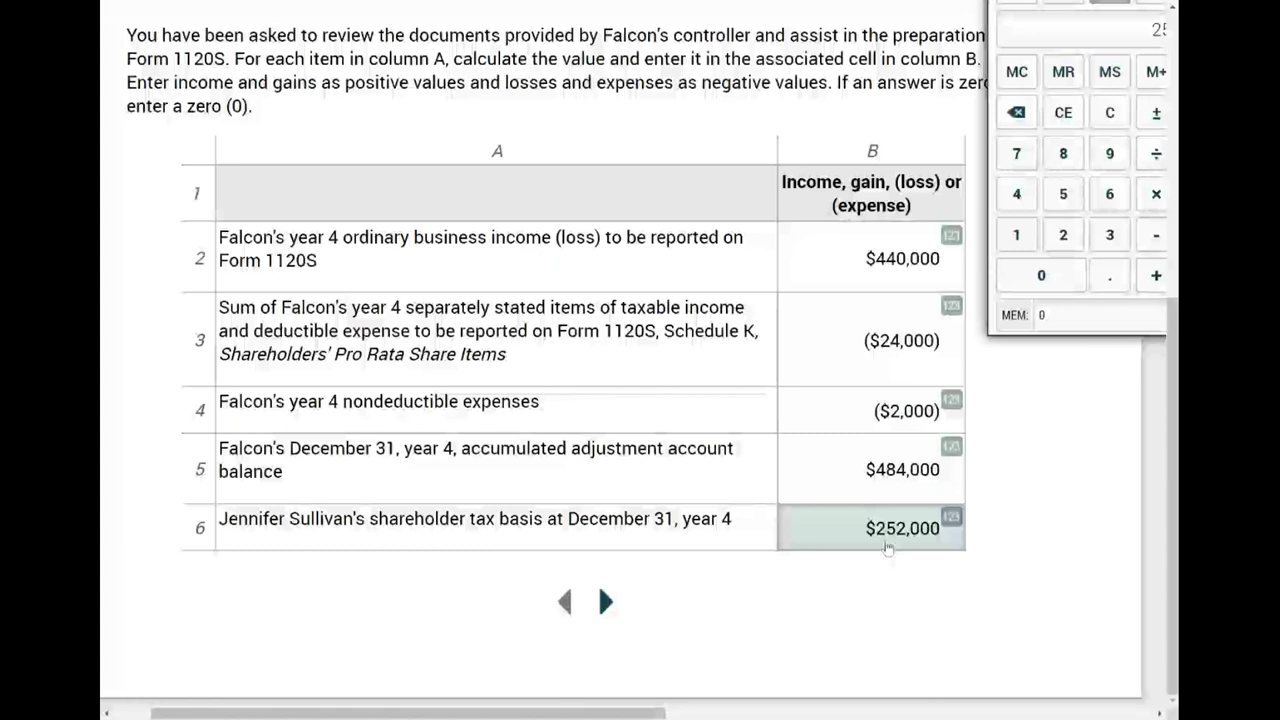 You have been asked to review the documents provided by Falcon's controller and assist in the preparation
Form 1120S. For each item in column A, calculate the value and enter it in the associated cell in column B.
Enter income and gains as positive values and losses and expenses as negative values. If an answer is zero
enter a zero (0).
A
B
1
Income, gain, (loss) or
(expense)
2
Falcon's year 4 ordinary business income (loss) to be reported on
Form 1120S
123
$440,000
3
Sum of Falcon's year 4 separately stated items of taxable income
and deductible expense to be reported on Form 1120S, Schedule K,
Shareholders' Pro Rata Share Items
123
($24,000)
4
Falcon's year 4 nondeductible expenses
123
($2,000)
5
Falcon's December 31, year 4, accumulated adjustment account
balance
123
$484,000
6
Jennifer Sullivan's shareholder tax basis at December 31, year 4
123
$252,000
MC MR MS M+
CE C ±
7 8 9 ÷
4 5 6 ×
1 2 3 -
0 . +
MEM: 0